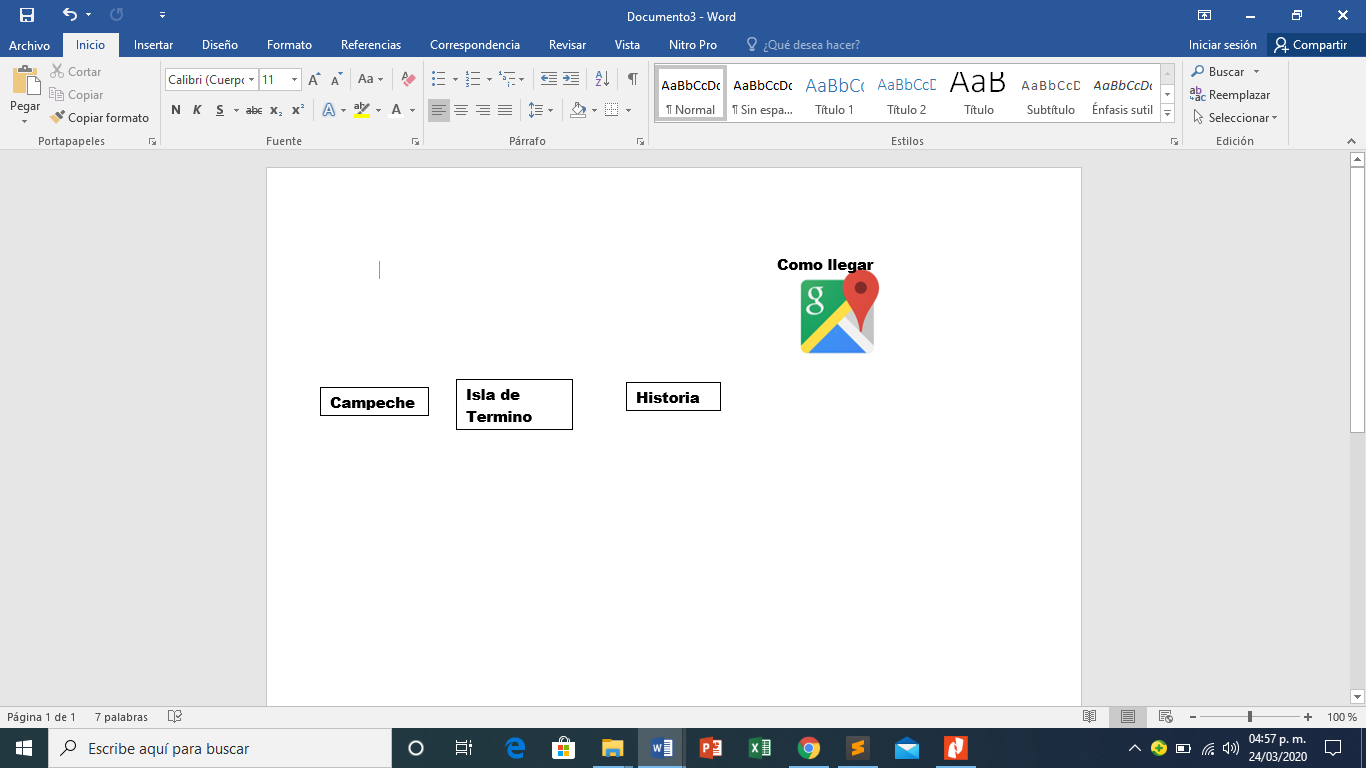 Documento3 - Word
Archivo Inicio Insertar Diseño Formato Referencias Correspondencia Revisar Vista Nitro Pro ¿Qué desea hacer? Iniciar sesión Compartir
Pegar
Cortar
Copiar
Copiar formato
Portapapeles
Calibri (Cuerpo 11
Aa
N K S abc x₂ x²
A ab A
Fuente
Párrafo
AaBbCcDc AaBbCcDc AaBbCc AaBbCcD AaB AaBbCcD AaBbCcDc
¶ Normal ¶ Sin espa... Título 1 Título 2 Título Subtítulo Énfasis sutil
Estilos
Buscar
Reemplazar
Seleccionar
Edición
Como llegar
g
Campeche
Isla de
Termino
Historia
Página 1 de 1 7 palabras 100 %
Escribe aquí para buscar
04:57 p. m.
24/03/2020